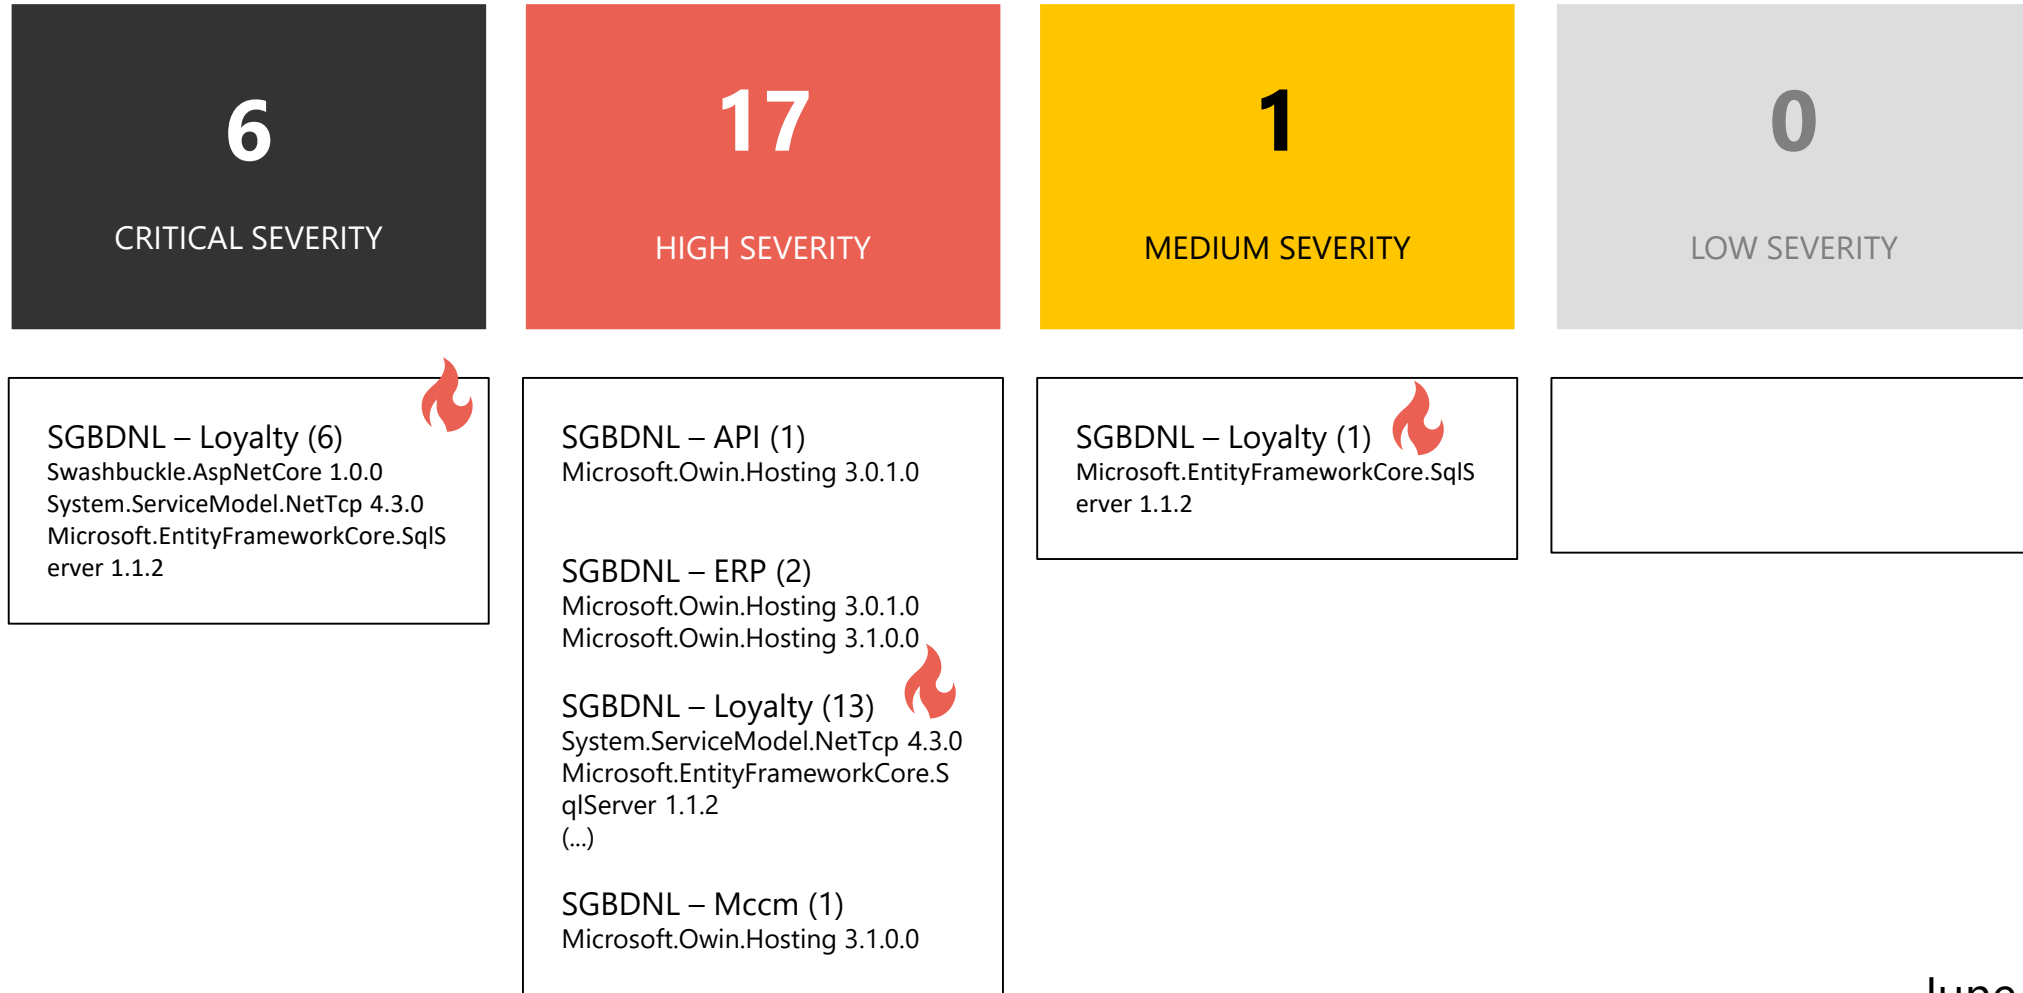 6
CRITICAL SEVERITY
17
HIGH SEVERITY
1
MEDIUM SEVERITY
0
LOW SEVERITY
SGBDNL – Loyalty (6)
Swashbuckle.AspNetCore 1.0.0
System.ServiceModel.NetTcp 4.3.0
Microsoft.EntityFrameworkCore.SqlS
erver 1.1.2
SGBDNL – API (1)
Microsoft.Owin.Hosting 3.0.1.0
SGBDNL – ERP (2)
Microsoft.Owin.Hosting 3.0.1.0
Microsoft.Owin.Hosting 3.1.0.0
SGBDNL – Loyalty (13)
System.ServiceModel.NetTcp 4.3.0
Microsoft.EntityFrameworkCore.S
qlServer 1.1.2
(...)
SGBDNL – Mccm (1)
Microsoft.Owin.Hosting 3.1.0.0
SGBDNL – Loyalty (1)
Microsoft.EntityFrameworkCore.SqlS
erver 1.1.2